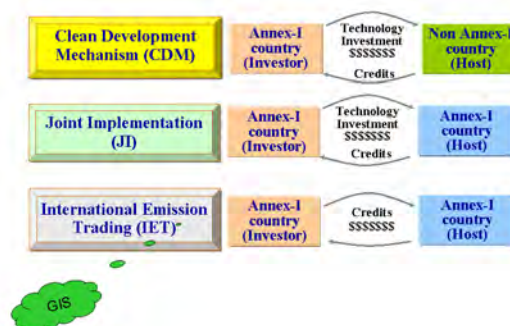 Clean Development
Mechanism (CDM)
Annex-I
country
(Investor)
Technology
Investment
$$$$$$$
Credits
Non Annex-I
country
(Host)
Joint Implementation
(JI)
Annex-I
country
(Investor)
Technology
Investment
$$$$$$$
Credits
Annex-I
country
(Host)
International Emission
Trading (IET)
Annex-I
country
(Investor)
Credits
$$$$$$$
Annex-I
country
(Host)
GIS